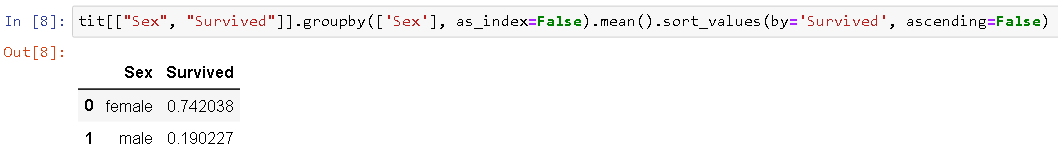 In [8]: tit[["Sex", "Survived"]].groupby(['Sex'], as_index=False).mean().sort_values(by='Survived', ascending=False)
Out[8]:
Sex Survived
0 female 0.742038
1 male 0.190227